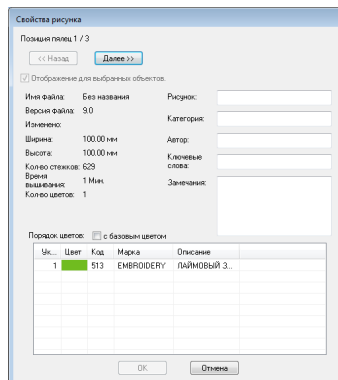 Свойства рисунка
Позиция пялец 1 / 3
<< Назад Далее >>
Отображение для выбранных объектов.
Имя файла: Без названия Рисунок:
Версия файла: 9.0
Изменено: Категория:
Ширина: 100.00 мм Автор:
Высота: 100.00 мм
Кол-во стежков: 629 Ключевые слова:
Время вышивания: 1 Мин. Замечания:
Кол-во цветов: 1
Порядок цветов: с базовым цветом
Ук... Цвет Код Марка Описание
1 513 EMBROIDERY ЛАЙМОВЫЙ З...
OK Отмена